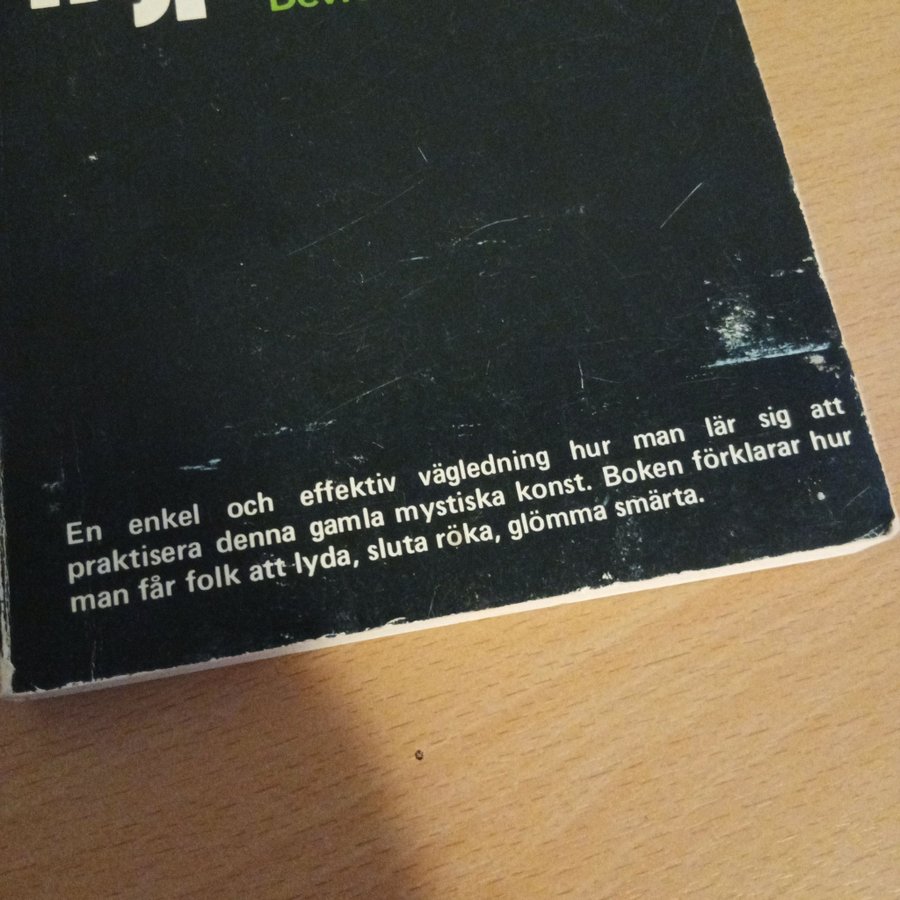 En enkel och effektiv vägledning hur man lär sig att
praktisera denna gamla mystiska konst. Boken förklarar hur
man får folk att lyda, sluta röka, glömma smärta.